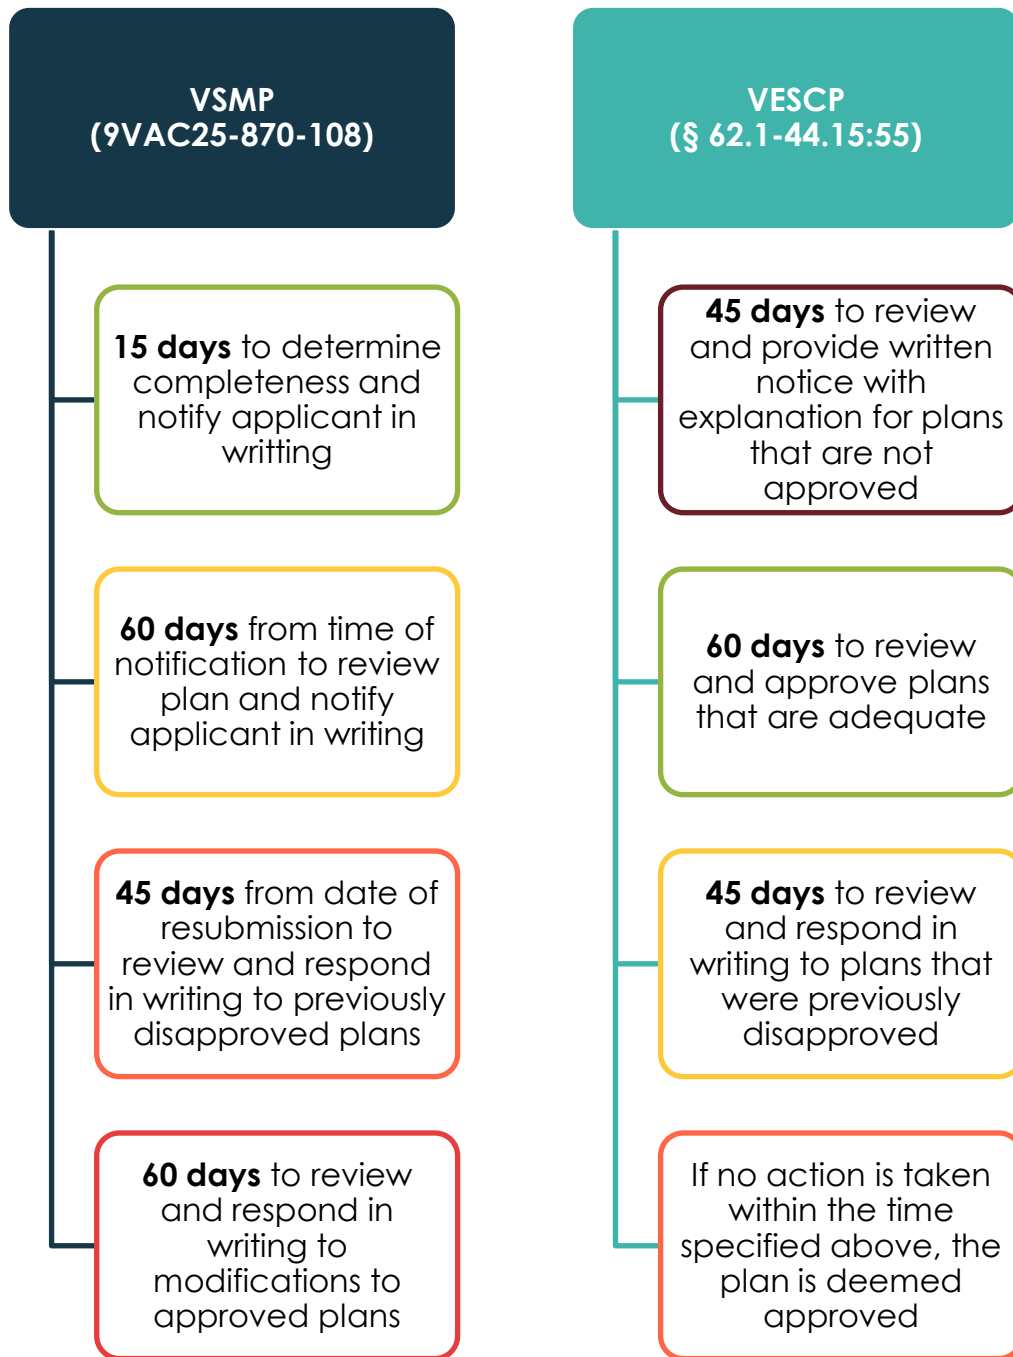 VSMP
(9VAC25-870-108)
15 days to determine
completeness and
notify applicant in
writting
60 days from time of
notification to review
plan and notify
applicant in writing
45 days from date of
resubmission to
review and respond
in writing to previously
disapproved plans
60 days to review
and respond in
writing to
modifications to
approved plans
VESCP
(§ 62.1-44.15:55)
45 days to review
and provide written
notice with
explanation for plans
that are not
approved
60 days to review
and approve plans
that are adequate
45 days to review
and respond in
writing to plans that
were previously
disapproved
If no action is taken
within the time
specified above, the
plan is deemed
approved